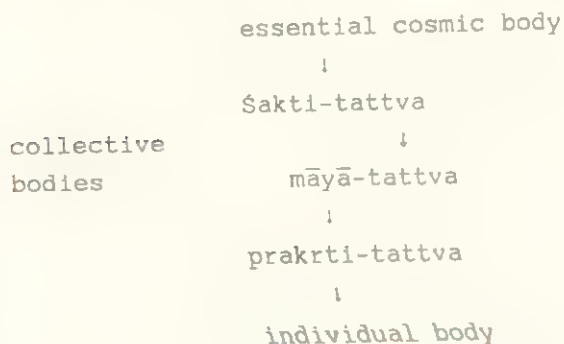 essential cosmic body
↓
Śakti-tattva
↓
collective
bodies
māyā-tattva
↓
prakrti-tattva
↓
individual body